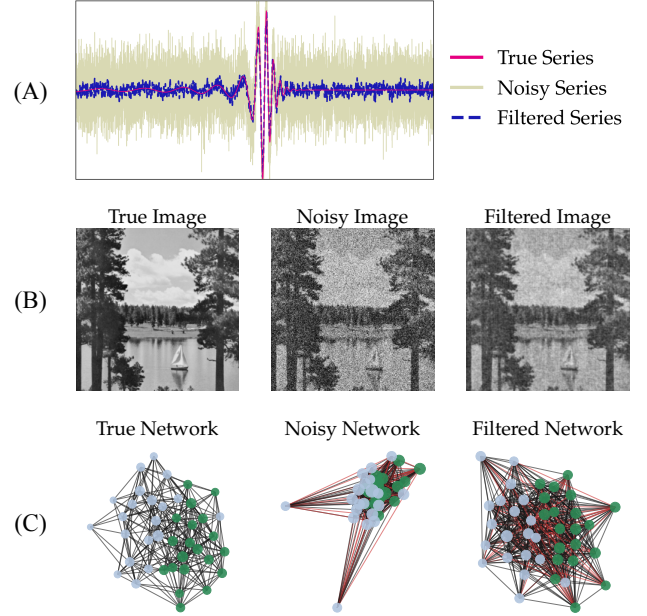 (A)
True Series
Noisy Series
Filtered Series
True Image
Noisy Image
Filtered Image
(B)
True Network
Noisy Network
Filtered Network
(C)